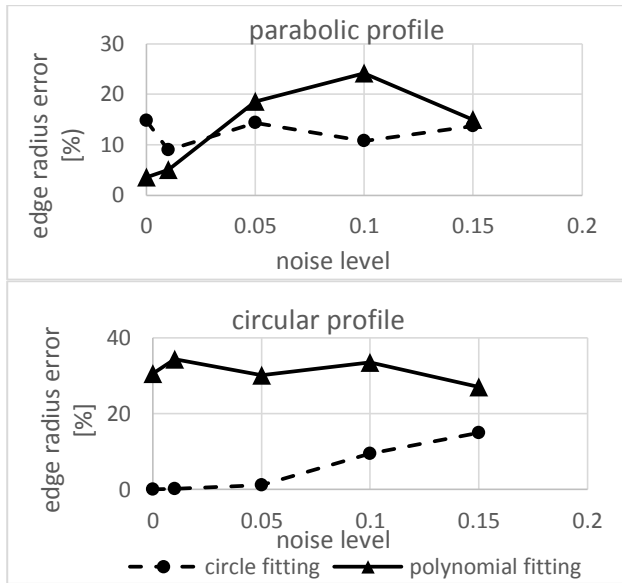 parabolic profile
edge radius error
[%)
30
20
10
0
0 0.05 0.1 0.15 0.2
noise level
circular profile
edge radius error
[%]
40
20
0
0 0.05 0.1 0.15 0.2
noise level
circle fitting polynomial fitting